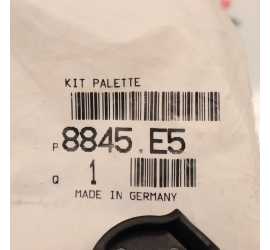 KIT PALETTE
P 8845.E5
Q 1
MADE IN GERMANY